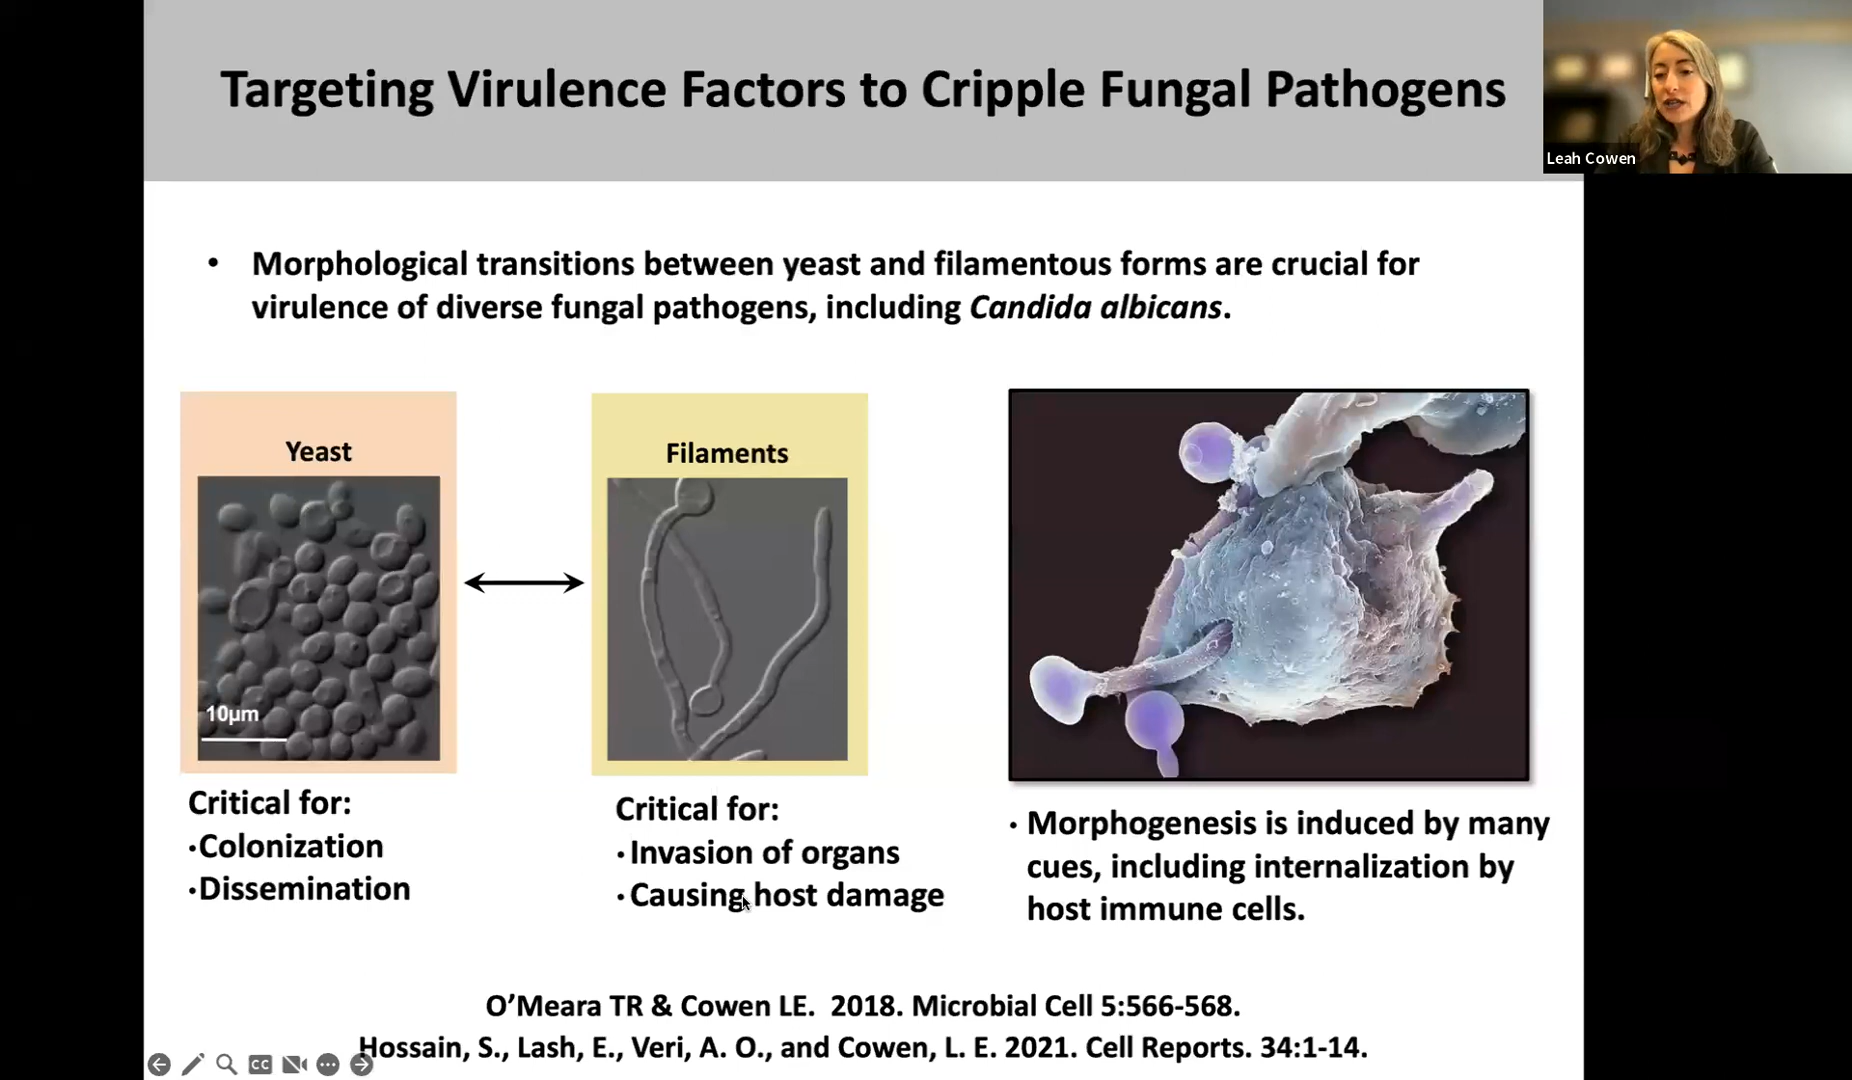 Targeting Virulence Factors to Cripple Fungal Pathogens
Leah Cowen
• Morphological transitions between yeast and filamentous forms are crucial for
virulence of diverse fungal pathogens, including Candida albicans.
Yeast
10µm
Critical for:
•Colonization
•Dissemination
Filaments
Critical for:
•Invasion of organs
•Causing host damage
• Morphogenesis is induced by many
cues, including internalization by
host immune cells.
O’Meara TR & Cowen LE.  2018. Microbial Cell 5:566-568.
Hossain, S., Lash, E., Veri, A. O., and Cowen, L. E. 2021. Cell Reports. 34:1-14.
CC